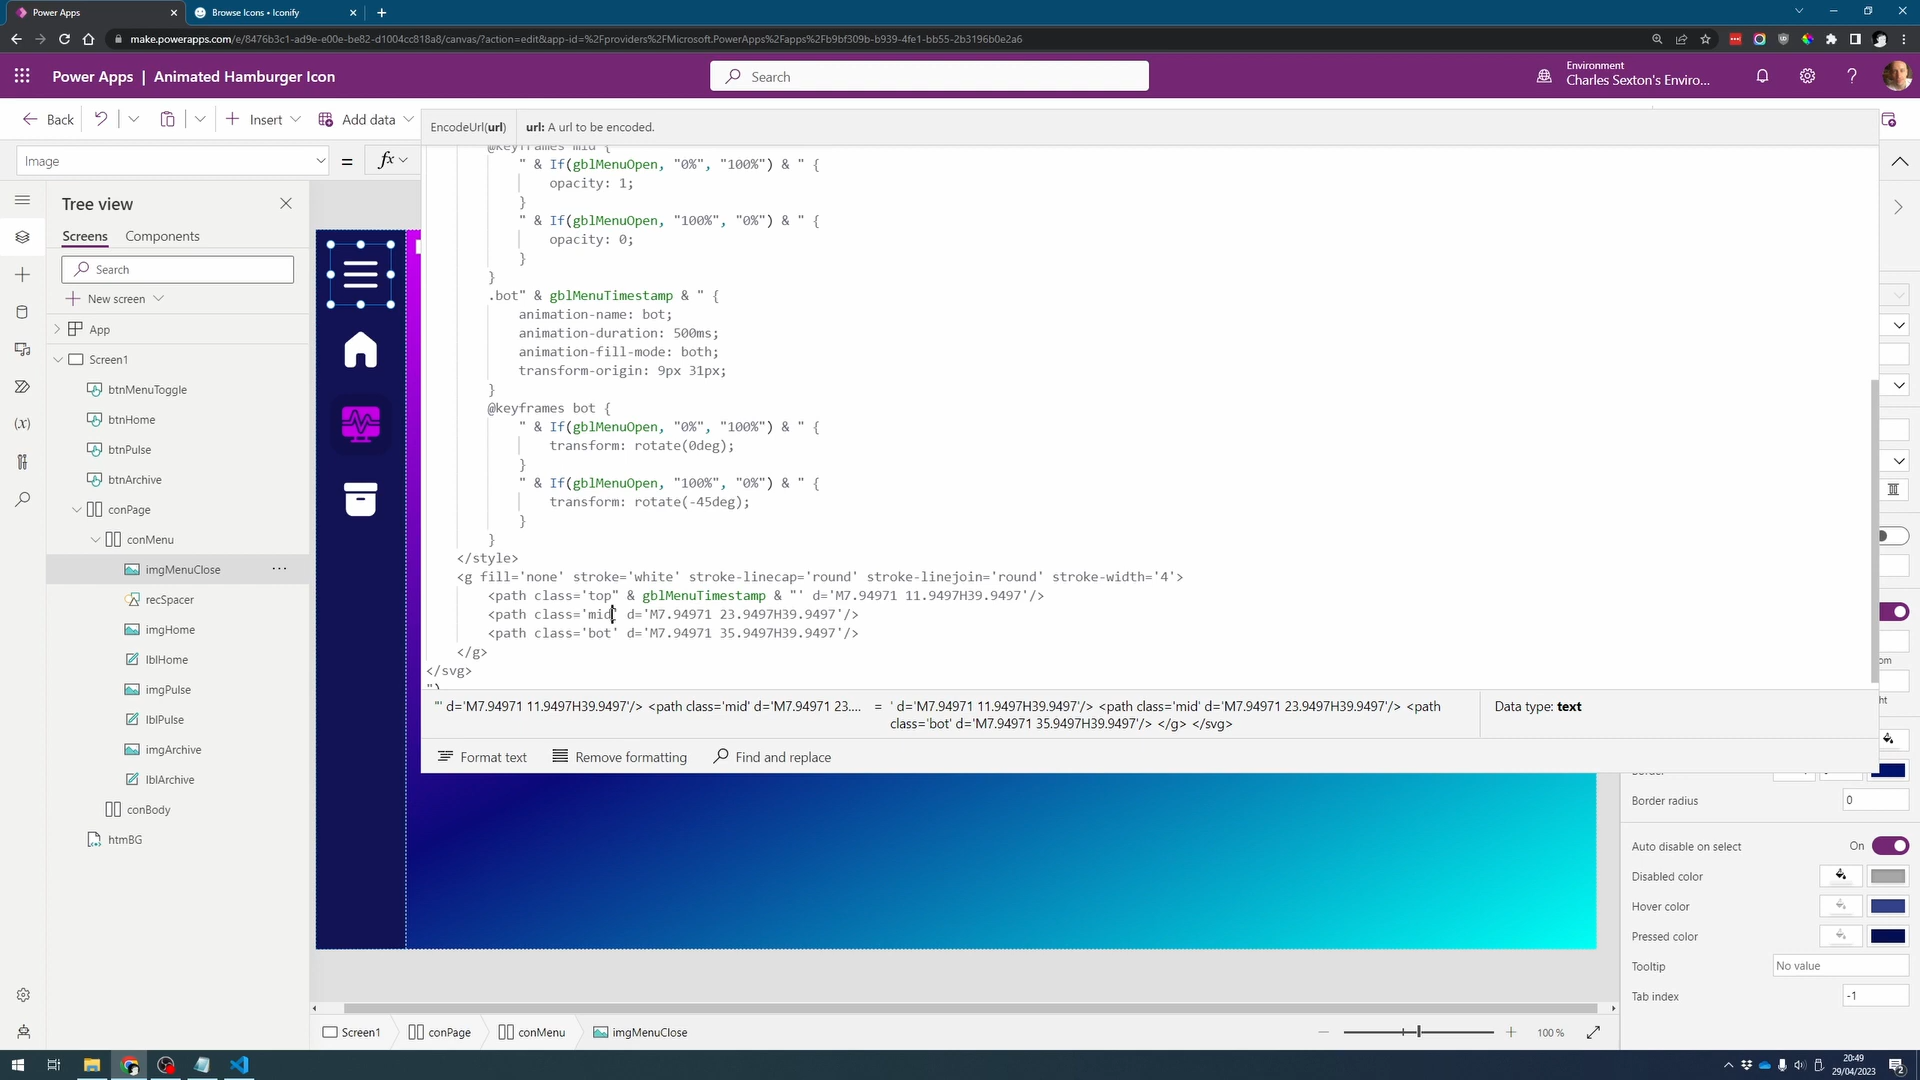 Power Apps
Browse Icons • Iconify
make.powerapps.com/e/8476b3c1-ad9e-e00e-be82-d1004cc818a8/canvas/?action=edit&app-id=%2Fproviders%2FMicrosoft.PowerApps%2Fapps%2Fb9bf309b-b939-4fe1-bb55-2b3196b0e2a6
Power Apps | Animated Hamburger Icon
Search
Environment
Charles Sexton's Enviro...
Back
Insert
Add data
EncodeUrl(url)
url: A url to be encoded.
Image
=
fx
Tree view
Screens
Components
Search
New screen
App
Screen1
btnMenuToggle
btnHome
btnPulse
btnArchive
conPage
conMenu
imgMenuClose
...
recSpacer
imgHome
lblHome
imgPulse
lblPulse
imgArchive
lblArchive
conBody
htmBG
@keyframes mid {
" & If(gblMenuOpen, "0%", "100%") & " {
opacity: 1;
}
" & If(gblMenuOpen, "100%", "0%") & " {
opacity: 0;
}
}
.bot" & gblMenuTimestamp & " {
animation-name: bot;
animation-duration: 500ms;
animation-fill-mode: both;
transform-origin: 9px 31px;
}
@keyframes bot {
" & If(gblMenuOpen, "0%", "100%") & " {
transform: rotate(0deg);
}
" & If(gblMenuOpen, "100%", "0%") & " {
transform: rotate(-45deg);
}
}
</style>
<g fill='none' stroke='white' stroke-linecap='round' stroke-linejoin='round' stroke-width='4'>
<path class='top" & gblMenuTimestamp & "' d='M7.94971 11.9497H39.9497'/>
<path class='mid' d='M7.94971 23.9497H39.9497'/>
<path class='bot' d='M7.94971 35.9497H39.9497'/>
</g>
</svg>
")
"' d='M7.94971 11.9497H39.9497'/> <path class='mid' d='M7.94971 23....
= ' d='M7.94971 11.9497H39.9497'/> <path class='mid' d='M7.94971 23.9497H39.9497'/> <path
class='bot' d='M7.94971 35.9497H39.9497'/> </g> </svg>
Data type: text
Format text
Remove formatting
Find and replace
Border
Border radius
0
Auto disable on select
On
Disabled color
Hover color
Pressed color
Tooltip
No value
Tab index
-1
Screen1
conPage
conMenu
imgMenuClose
100 %
20:49
29/04/2023